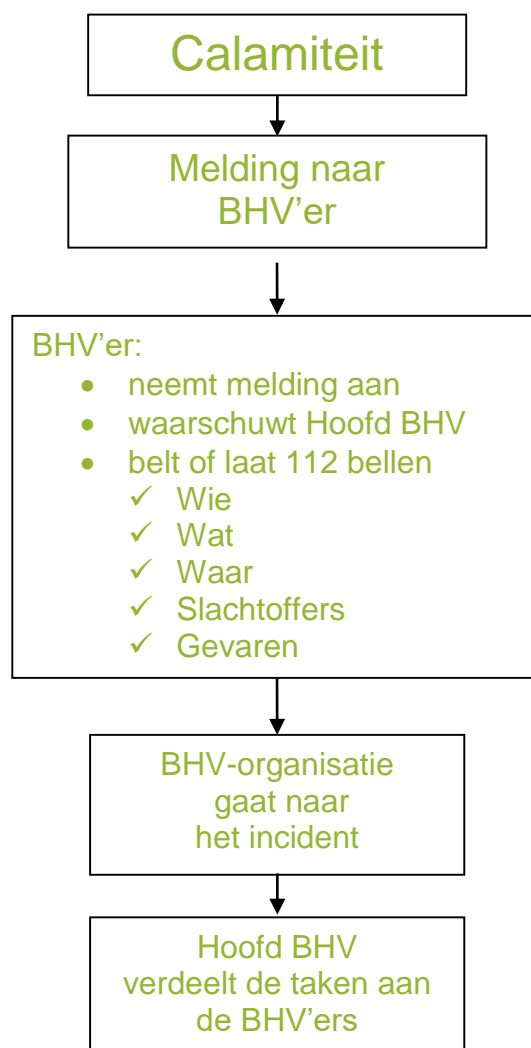 Calamiteit
Melding naar
BHV’er
BHV’er:
• neemt melding aan
• waarschuwt Hoofd BHV
• belt of laat 112 bellen
✓ Wie
✓ Wat
✓ Waar
✓ Slachtoffers
✓ Gevaren
BHV-organisatie
gaat naar
het incident
Hoofd BHV
verdeelt de taken aan
de BHV’ers